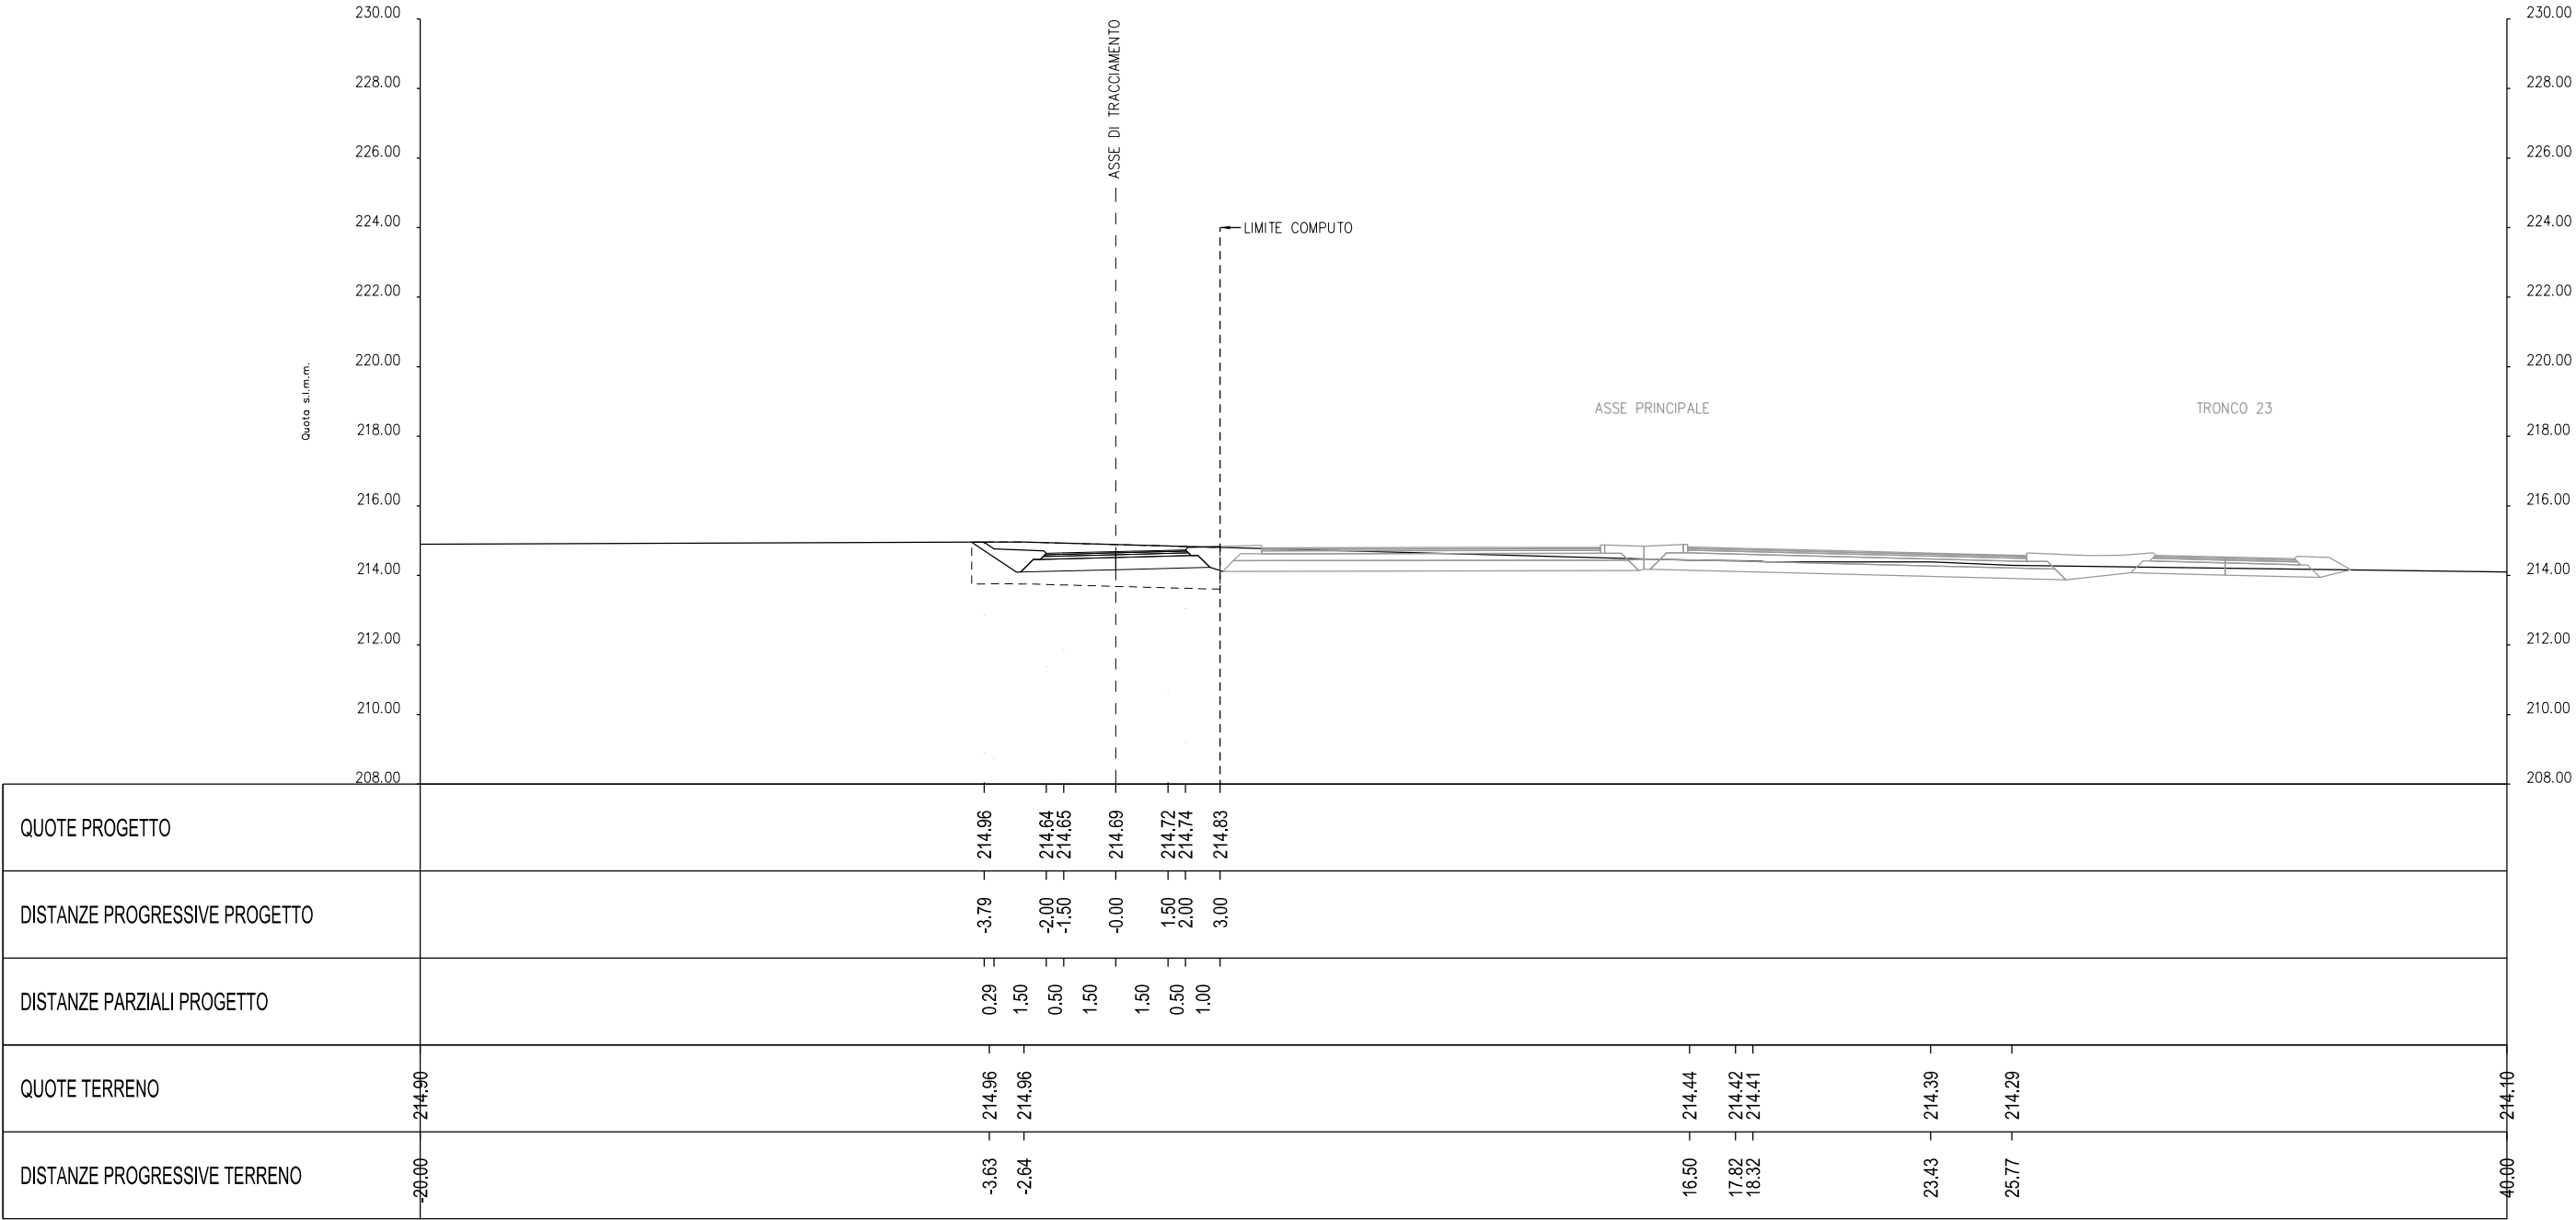 230.00 230.00
ASSE DI TRACCIAMENTO
228.00 228.00
226.00 226.00
224.00 LIMITE COMPUTO 224.00
222.00 222.00
220.00 220.00
Quota s.l.m.m.
ASSE PRINCIPALE TRONCO 23
218.00 218.00
216.00 216.00
214.00 214.00
212.00 212.00
210.00 210.00
208.00 208.00
QUOTE PROGETTO 214.96 214.64 214.65 214.69 214.72 214.74 214.83
DISTANZE PROGRESSIVE PROGETTO -3.79 -2.00 -1.50 -0.00 1.50 2.00 3.00
DISTANZE PARZIALI PROGETTO 0.29 1.50 0.50 1.50 1.50 0.50 1.00
QUOTE TERRENO 214.90 214.96 214.96 214.44 214.42 214.41 214.39 214.29 214.10
DISTANZE PROGRESSIVE TERRENO -20.00 -3.63 -2.64 16.50 17.82 18.32 23.43 25.77 40.00